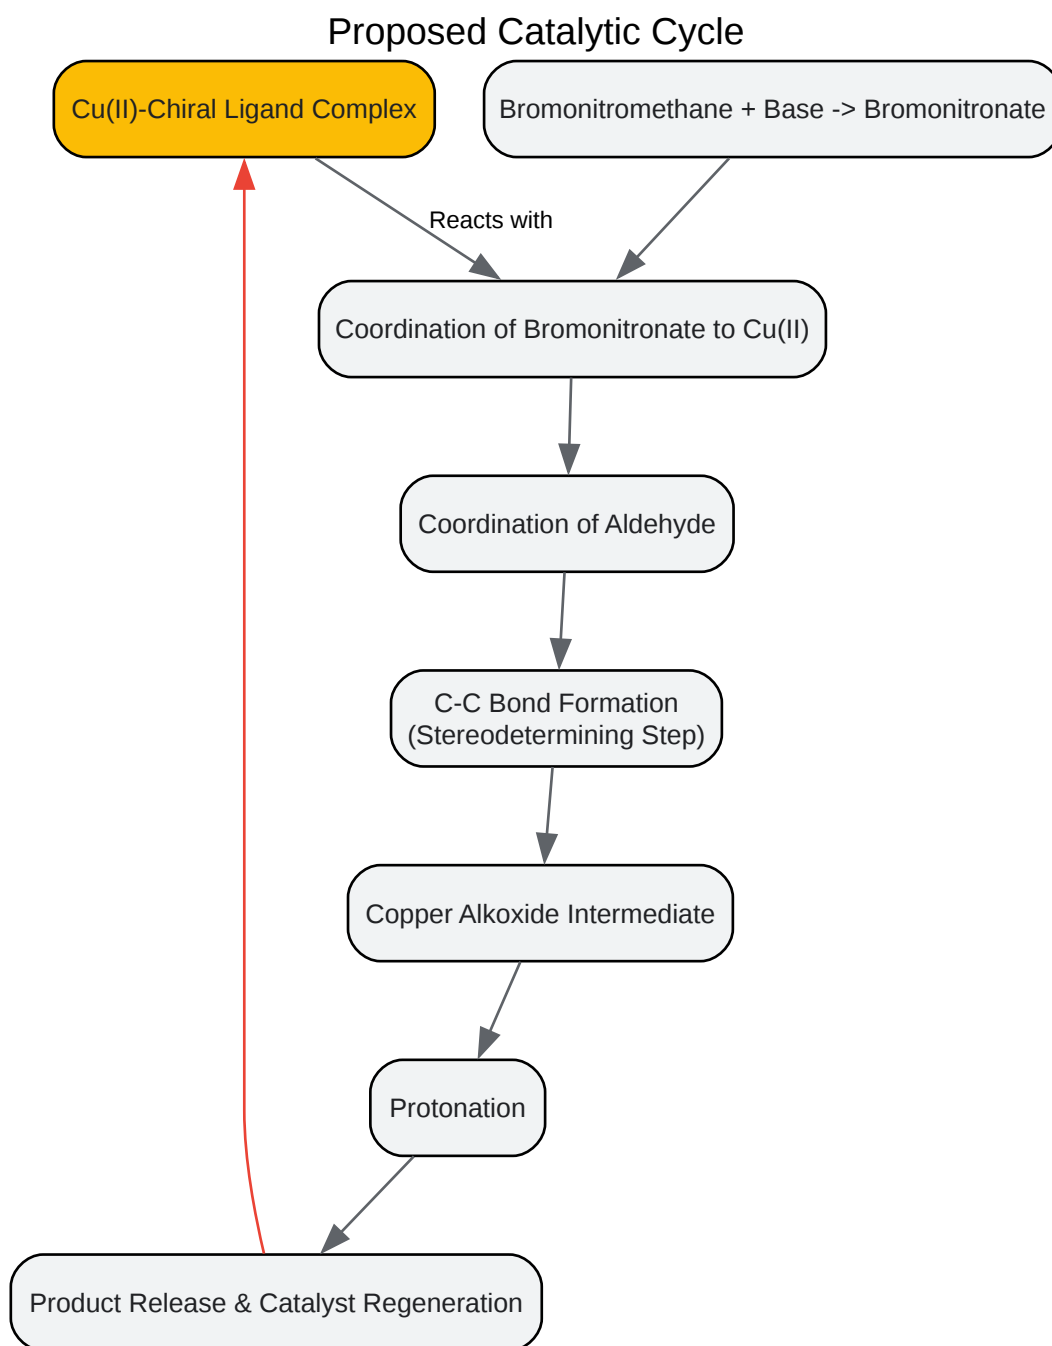 Proposed Catalytic Cycle
Cu(II)-Chiral Ligand Complex
Bromonitromethane + Base -> Bromonitronate
Reacts with
Coordination of Bromonitronate to Cu(II)
Coordination of Aldehyde
C-C Bond Formation
(Stereodetermining Step)
Copper Alkoxide Intermediate
Protonation
Product Release & Catalyst Regeneration